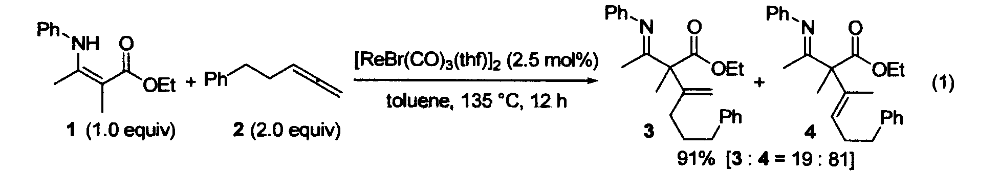 Ph NH O OEt + Ph [ReBr(CO)₃(thf)]₂ (2.5 mol%) Ph N O OEt + Ph N O OEt (1)
toluene, 135 °C, 12 h
1 (1.0 equiv) 2 (2.0 equiv) 3 Ph 4 Ph
91% [3 : 4 = 19 : 81]